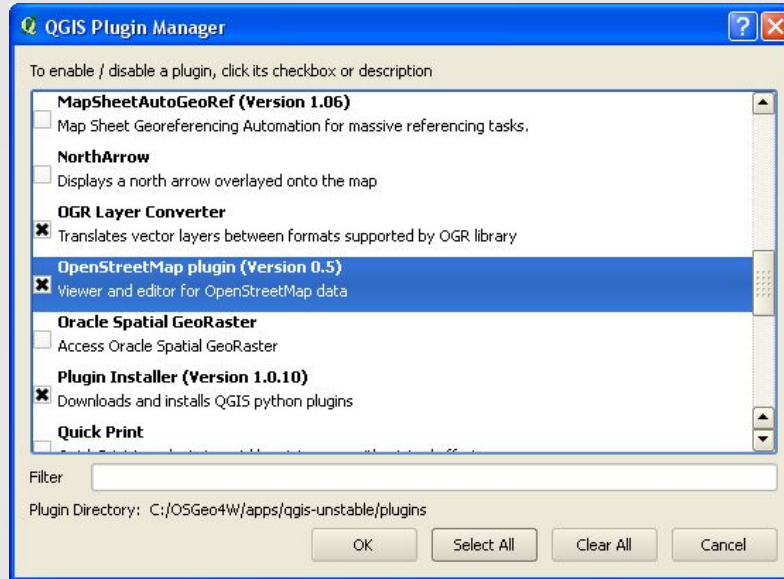 QGIS Plugin Manager
To enable / disable a plugin, click its checkbox or description
MapSheetAutoGeoRef (Version 1.06)
Map Sheet Georeferencing Automation for massive referencing tasks.
NorthArrow
Displays a north arrow overlayed onto the map
OGR Layer Converter
Translates vector layers between formats supported by OGR library
OpenStreetMap plugin (Version 0.5)
Viewer and editor for OpenStreetMap data
Oracle Spatial GeoRaster
Access Oracle Spatial GeoRaster
Plugin Installer (Version 1.0.10)
Downloads and installs QGIS python plugins
Quick Print
Filter
Plugin Directory: C:/OSGeo4W/apps/qgis-unstable/plugins
OK Select All Clear All Cancel